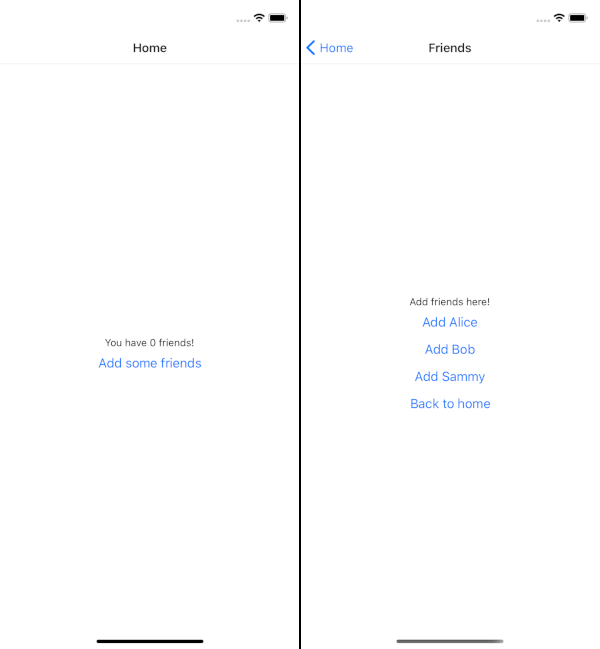 Home
You have 0 friends!
Add some friends
Home
Friends
Add friends here!
Add Alice
Add Bob
Add Sammy
Back to home